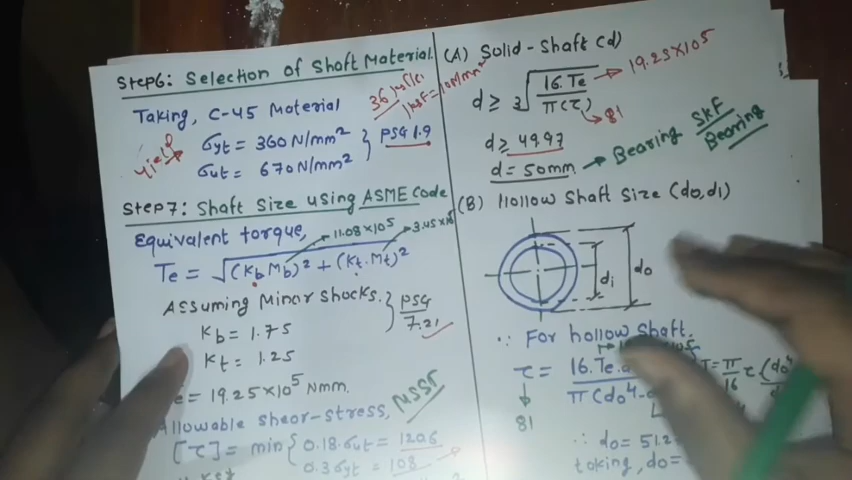 Step6: Selection of Shaft Material.
Taking, C-45 Material
yield σyt = 360 N/mm²
σut = 670 N/mm²
} PSG 1.9
Step7: Shaft Size using ASME Code
Equivalent torque,
11.08×10⁵
Te = √(Kb Mb)² + (Kt. Mt)²
Assuming Minor Shocks.
Kb = 1.75
Kt = 1.25
} PSG
7.21
= 19.25×10⁵ Nmm.
Allowable shear-stress, MSST
[τ] = min { 0.18.σut = 120.6
0.3σyt = 108
(A) Solid-Shaft (d)
d ≥ 3√16.Te/π(τ)
19.23×10⁵
81
d ≥ 49.97
d = 50mm → Bearing
SKF
Bearing
(B) Hollow Shaft Size (do, di)
di
do
∵ For hollow Shaft.
τ = 16.Te.
π(do⁴-
= π/16 τ (do⁴
81
∴ do = 51.2
taking, do =